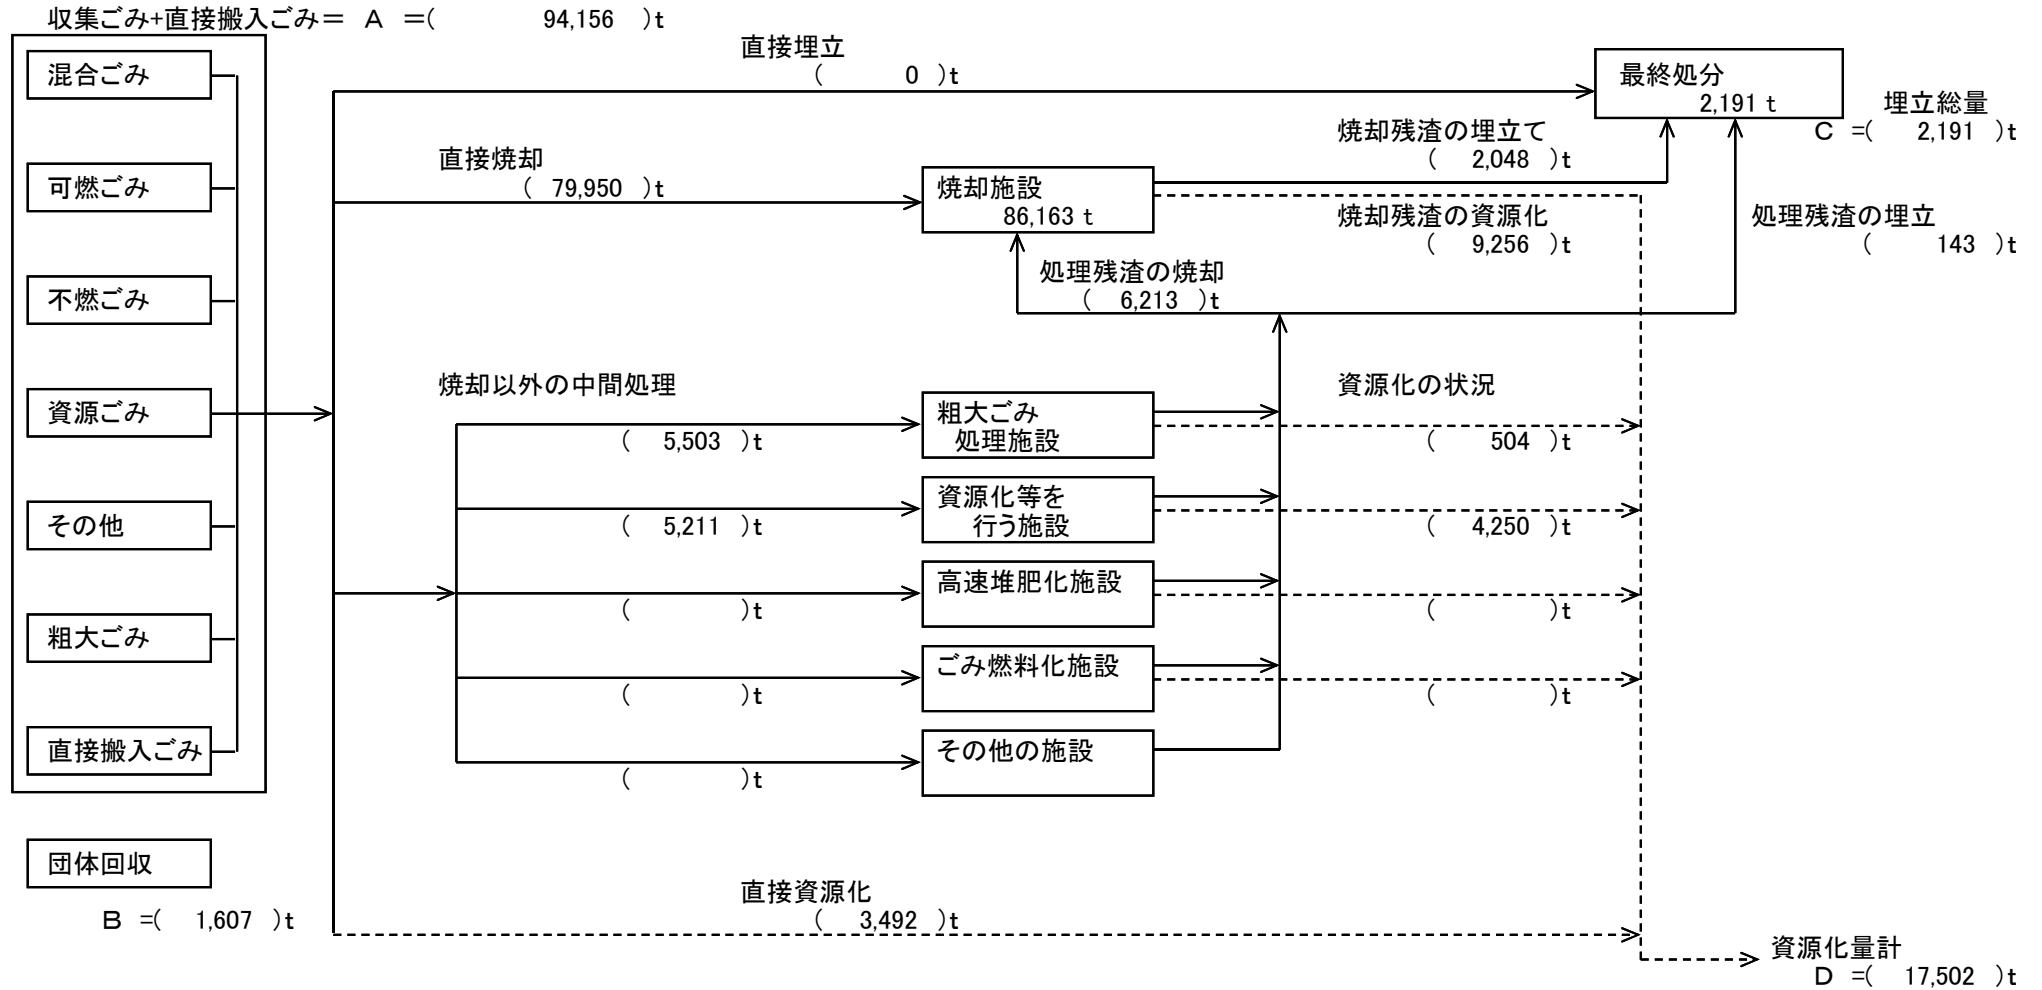 収集ごみ+直接搬入ごみ＝ A =( 94,156 )t
混合ごみ
可燃ごみ
不燃ごみ
資源ごみ
その他
粗大ごみ
直接搬入ごみ
団体回収
B =( 1,607 )t
直接埋立
( 0 )t
最終処分
2,191 t
埋立総量
C =( 2,191 )t
直接焼却
( 79,950 )t
焼却施設
86,163 t
焼却残渣の埋立て
( 2,048 )t
焼却残渣の資源化
( 9,256 )t
処理残渣の埋立
( 143 )t
処理残渣の焼却
( 6,213 )t
焼却以外の中間処理
資源化の状況
( 5,503 )t
粗大ごみ
処理施設
( 504 )t
( 5,211 )t
資源化等を
行う施設
( 4,250 )t
( )t
高速堆肥化施設
( )t
( )t
ごみ燃料化施設
( )t
( )t
その他の施設
直接資源化
( 3,492 )t
資源化量計
D =( 17,502 )t